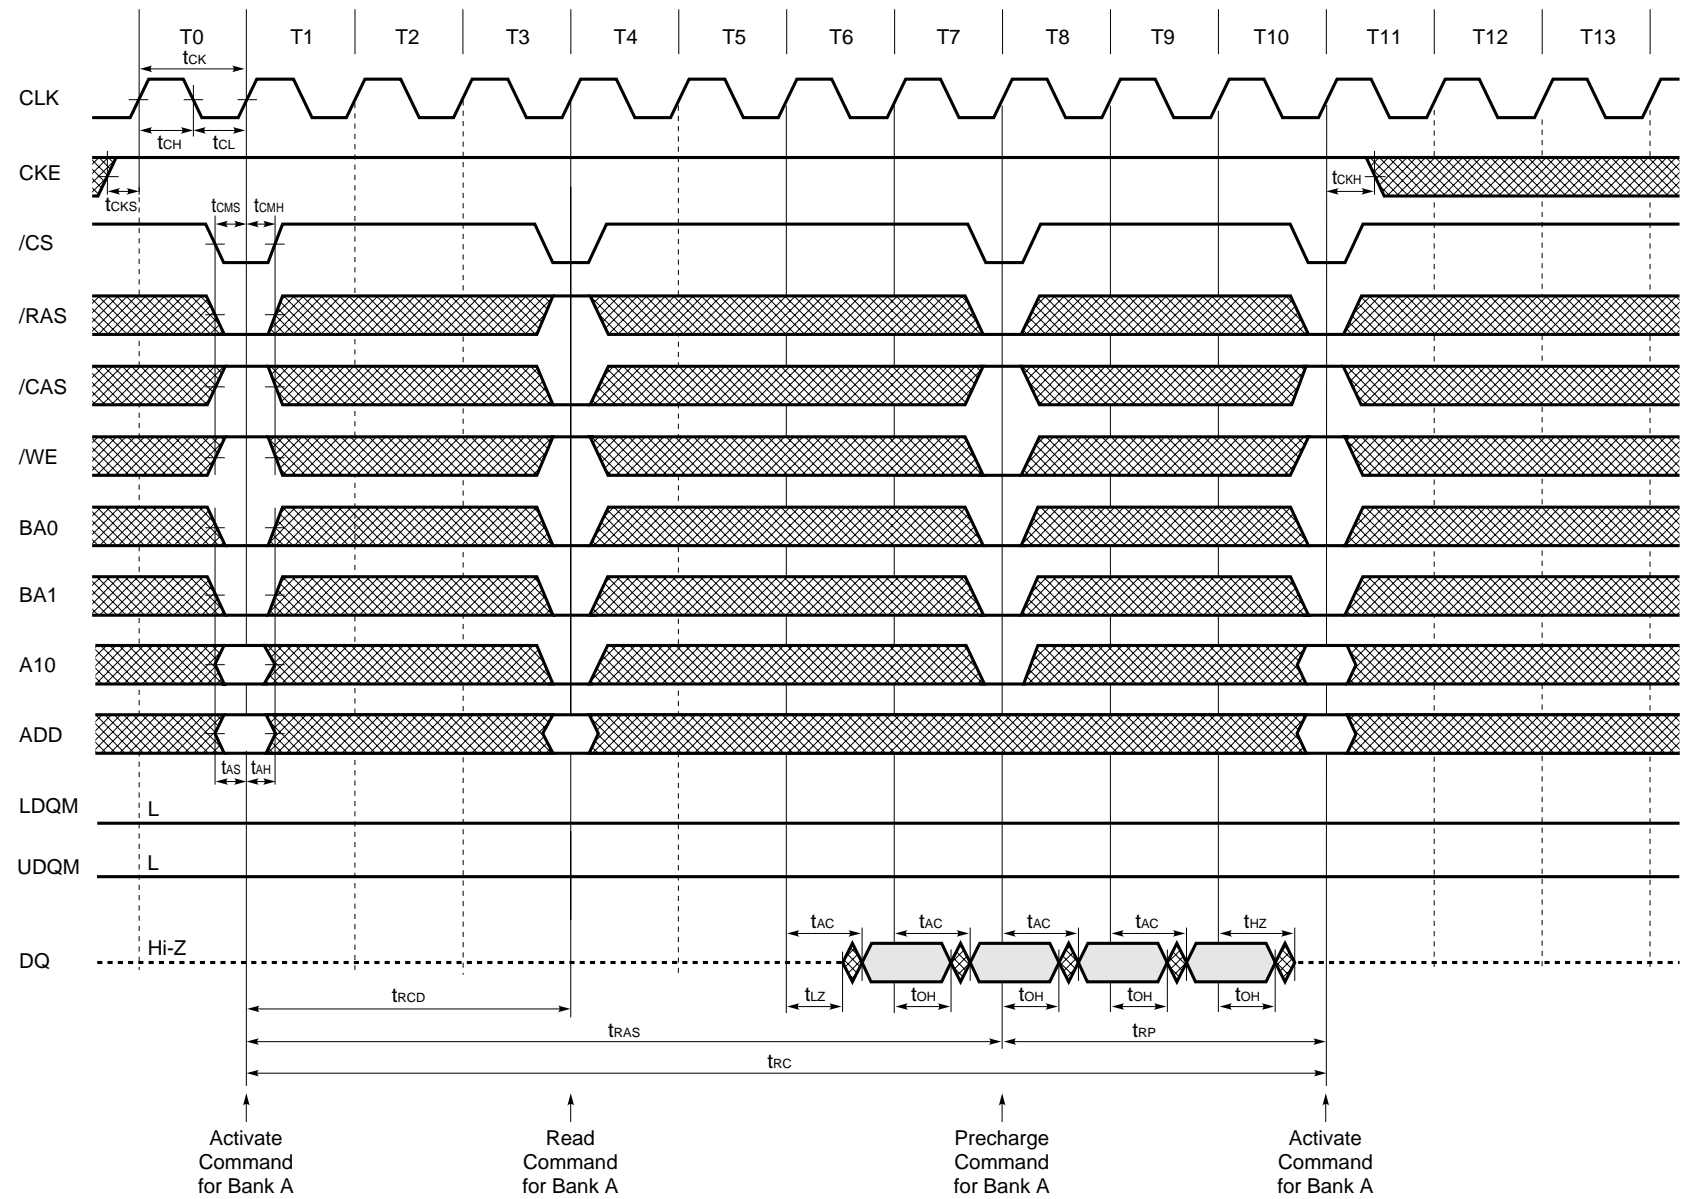 T0 T1 T2 T3 T4 T5 T6 T7 T8 T9 T10 T11 T12 T13
tCK
CLK
tCH tCL
CKE
tCKS tCMS tCMH tCKH
/CS
/RAS
/CAS
/WE
BA0
BA1
A10
ADD
tAS tAH
LDQM L
UDQM L
tAC tAC tAC tAC tHZ
DQ Hi-Z
tRCD tLZ tOH tOH tOH tOH
tRAS tRP
tRC
Activate
Command
for Bank A
Read
Command
for Bank A
Precharge
Command
for Bank A
Activate
Command
for Bank A